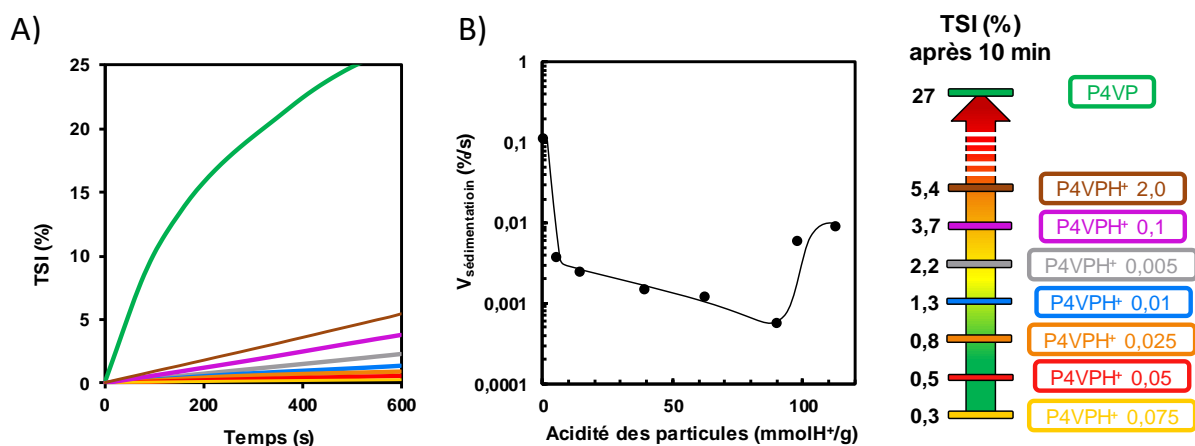 A)
TSI (%)
25
20
15
10
5
0
0
200
400
600
Temps (s)
B)
Vsédimentatioin (%/s)
1
0,1
0,01
0,001
0,0001
0
50
100
Acidité des particules (mmolH⁺/g)
TSI (%)
après 10 min
27 P4VP
5,4 P4VPH⁺ 2,0
3,7 P4VPH⁺ 0,1
2,2 P4VPH⁺ 0,005
1,3 P4VPH⁺ 0,01
0,8 P4VPH⁺ 0,025
0,5 P4VPH⁺ 0,05
0,3 P4VPH⁺ 0,075